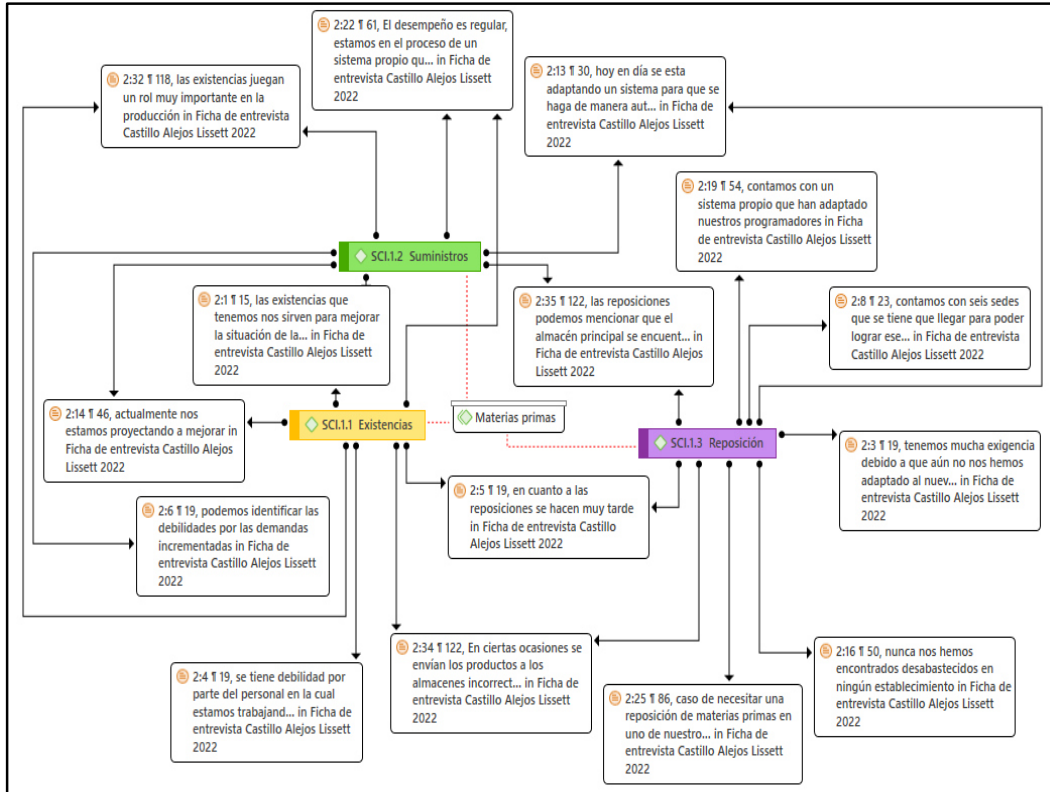 2:22 ¶ 61, El desempeño es regular,
estamos en el proceso de un
sistema propio qu... in Ficha de
entrevista Castillo Alejos Lissett
2022
2:32 ¶ 118, las existencias juegan
un rol muy importante en la
producción in Ficha de entrevista
Castillo Alejos Lissett 2022
2:13 ¶ 30, hoy en día se esta
adaptando un sistema para que se
haga de manera aut... in Ficha de
entrevista Castillo Alejos Lissett
2022
2:19 ¶ 54, contamos con un
sistema propio que han adaptado
nuestros programadores in Ficha
de entrevista Castillo Alejos Lissett
2022
SCI.1.2 Suministros
2:1 ¶ 15, las existencias que
tenemos nos sirven para mejorar
la situación de la... in Ficha de
entrevista Castillo Alejos Lissett
2022
2:35 ¶ 122, las reposiciones
podemos mencionar que el
almacén principal se encuent... in
Ficha de entrevista Castillo Alejos
Lissett 2022
2:8 ¶ 23, contamos con seis sedes
que se tiene que llegar para poder
lograr ese... in Ficha de entrevista
Castillo Alejos Lissett 2022
2:14 ¶ 46, actualmente nos
estamos proyectando a mejorar in
Ficha de entrevista Castillo Alejos
Lissett 2022
SCI.1.1 Existencias
Materias primas
SCI.1.3 Reposición
2:3 ¶ 19, tenemos mucha exigencia
debido a que aún no nos hemos
adaptado al nuev... in Ficha de
entrevista Castillo Alejos Lissett
2022
2:6 ¶ 19, podemos identificar las
debilidades por las demandas
incrementadas in Ficha de
entrevista Castillo Alejos Lissett
2022
2:5 ¶ 19, en cuanto a las
reposiciones se hacen muy tarde
in Ficha de entrevista Castillo
Alejos Lissett 2022
2:4 ¶ 19, se tiene debilidad por
parte del personal en la cual
estamos trabajand... in Ficha de
entrevista Castillo Alejos Lissett
2022
2:34 ¶ 122, En ciertas ocasiones se
envían los productos a los
almacenes incorrect... in Ficha de
entrevista Castillo Alejos Lissett
2022
2:25 ¶ 86, caso de necesitar una
reposición de materias primas en
uno de nuestro... in Ficha de
entrevista Castillo Alejos Lissett
2022
2:16 ¶ 50, nunca nos hemos
encontrados desabastecidos en
ningún establecimiento in Ficha
de entrevista Castillo Alejos Lissett
2022